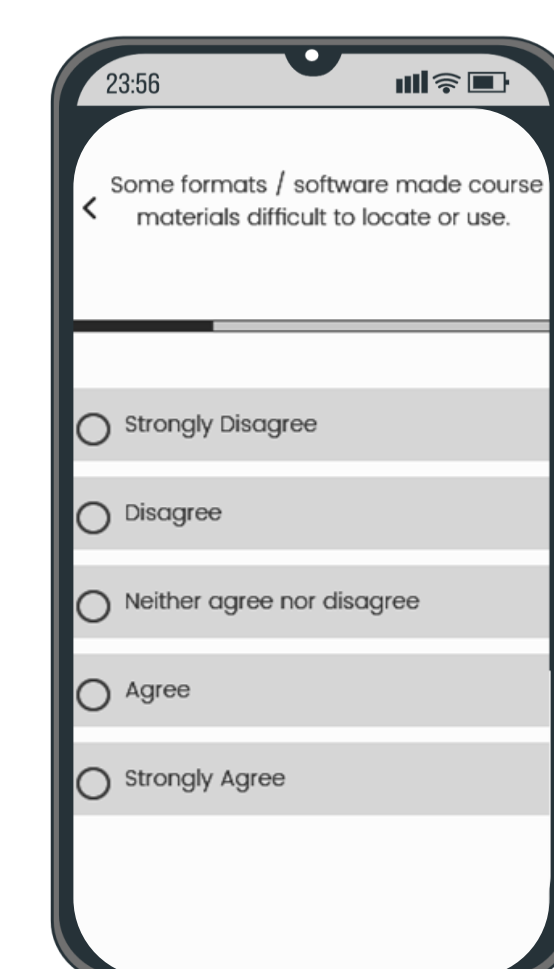 23:56
Some formats / software made course
materials difficult to locate or use.
Strongly Disagree
Disagree
Neither agree nor disagree
Agree
Strongly Agree